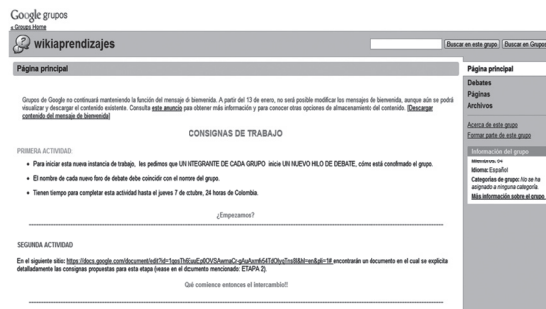 Google grupos
« Groups Home
wikiaprendizajes
Buscar en este grupo
Buscar en Grupos
Página principal
Grupos de Google no continuará manteniendo la función del mensaje de bienvenida. A partir del 13 de enero, no será posible modificar los mensajes de bienvenida, aunque aún se podrá
visualizar y descargar el contenido existente. Consulta este anuncio para obtener más información y para conocer otras opciones de almacenamiento del contenido. [Descargar
contenido del mensaje de bienvenida]
CONSIGNAS DE TRABAJO
PRIMERA ACTIVIDAD:
• Para iniciar esta nueva instancia de trabajo, les pedimos que UN INTEGRANTE DE CADA GRUPO inicie UN NUEVO HILO DE DEBATE, cómo está conofirmado el grupo.
• El nombre de cada nuevo foro de debate debe coincidir con el nomre del grupo.
• Tienen tiempo para completar esta actividad hasta el jueves 7 de octubre, 24 horas de Colombia.
¿Empezamos?
SEGUNDA ACTIVIDAD
En el siguiente sitio: encontrarán un documento en el cual se explicita
detalladamente las consignas propuestas para esta etapa (vease en el dcumento mencionado: ETAPA 2).
Qué comience entonces el intercambio!!
Página principal
Debates
Páginas
Archivos
Acerca de este grupo
Formar parte de este grupo
Información del grupo
Miembros: 64
Idioma: Español
Categorías de grupo: No se ha
asignado a ninguna categoría.
Más información sobre el grupo